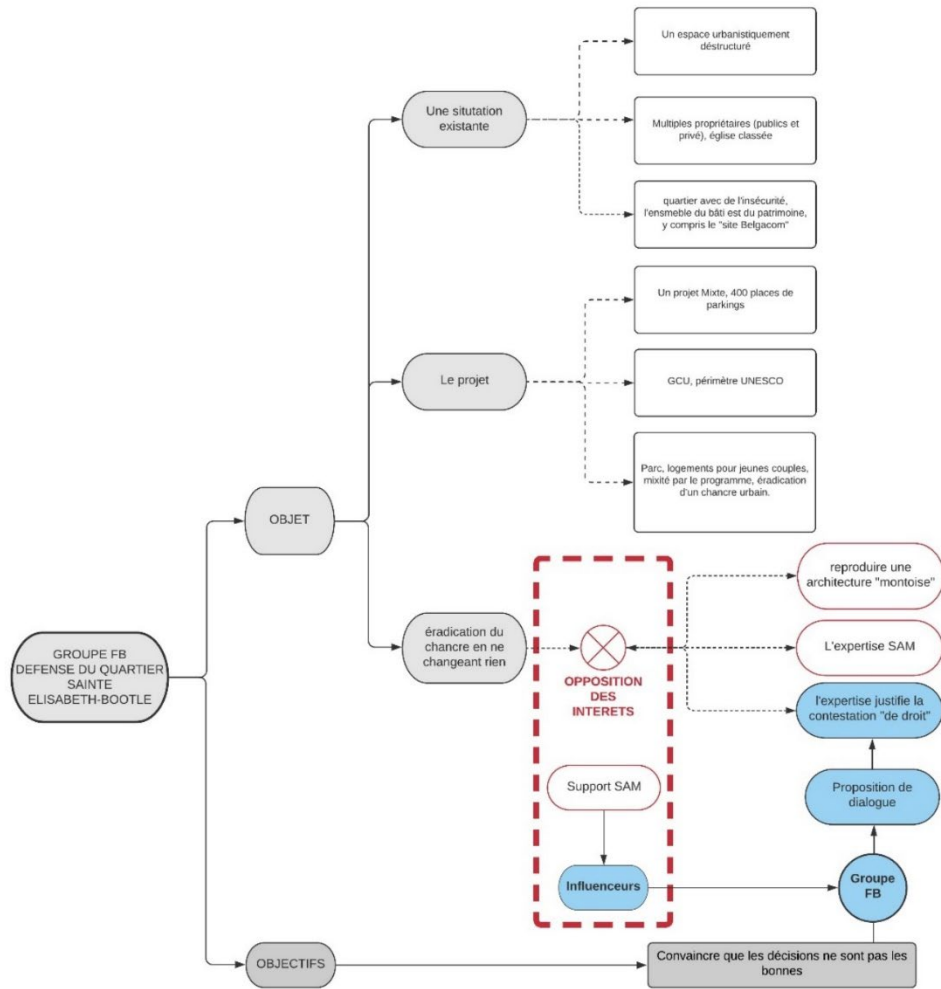 Un espace urbanistiquement
déstructuré
Une situtation
existante
Multiples propriétaires (publics et
privé), église classée
quartier avec de l'insécurité,
l'ensmeble du bâti est du patrimoine,
y compris le "site Belgacom"
Un projet Mixte, 400 places de
parkings
Le projet
GCU, périmètre UNESCO
Parc, logements pour jeunes couples,
mixité par le programme, éradication
d'un chancre urbain.
OBJET
reproduire une
architecture "montoise"
éradication du
chancre en ne
changeant rien
OPPOSITION
DES
INTERETS
L'expertise SAM
l'expertise justifie la
contestation "de droit"
GROUPE FB
DEFENSE DU QUARTIER
SAINTE
ELISABETH-BOOTLE
Support SAM
Proposition de
dialogue
Influenceurs
Groupe
FB
OBJECTIFS
Convaincre que les décisions ne sont pas les
bonnes